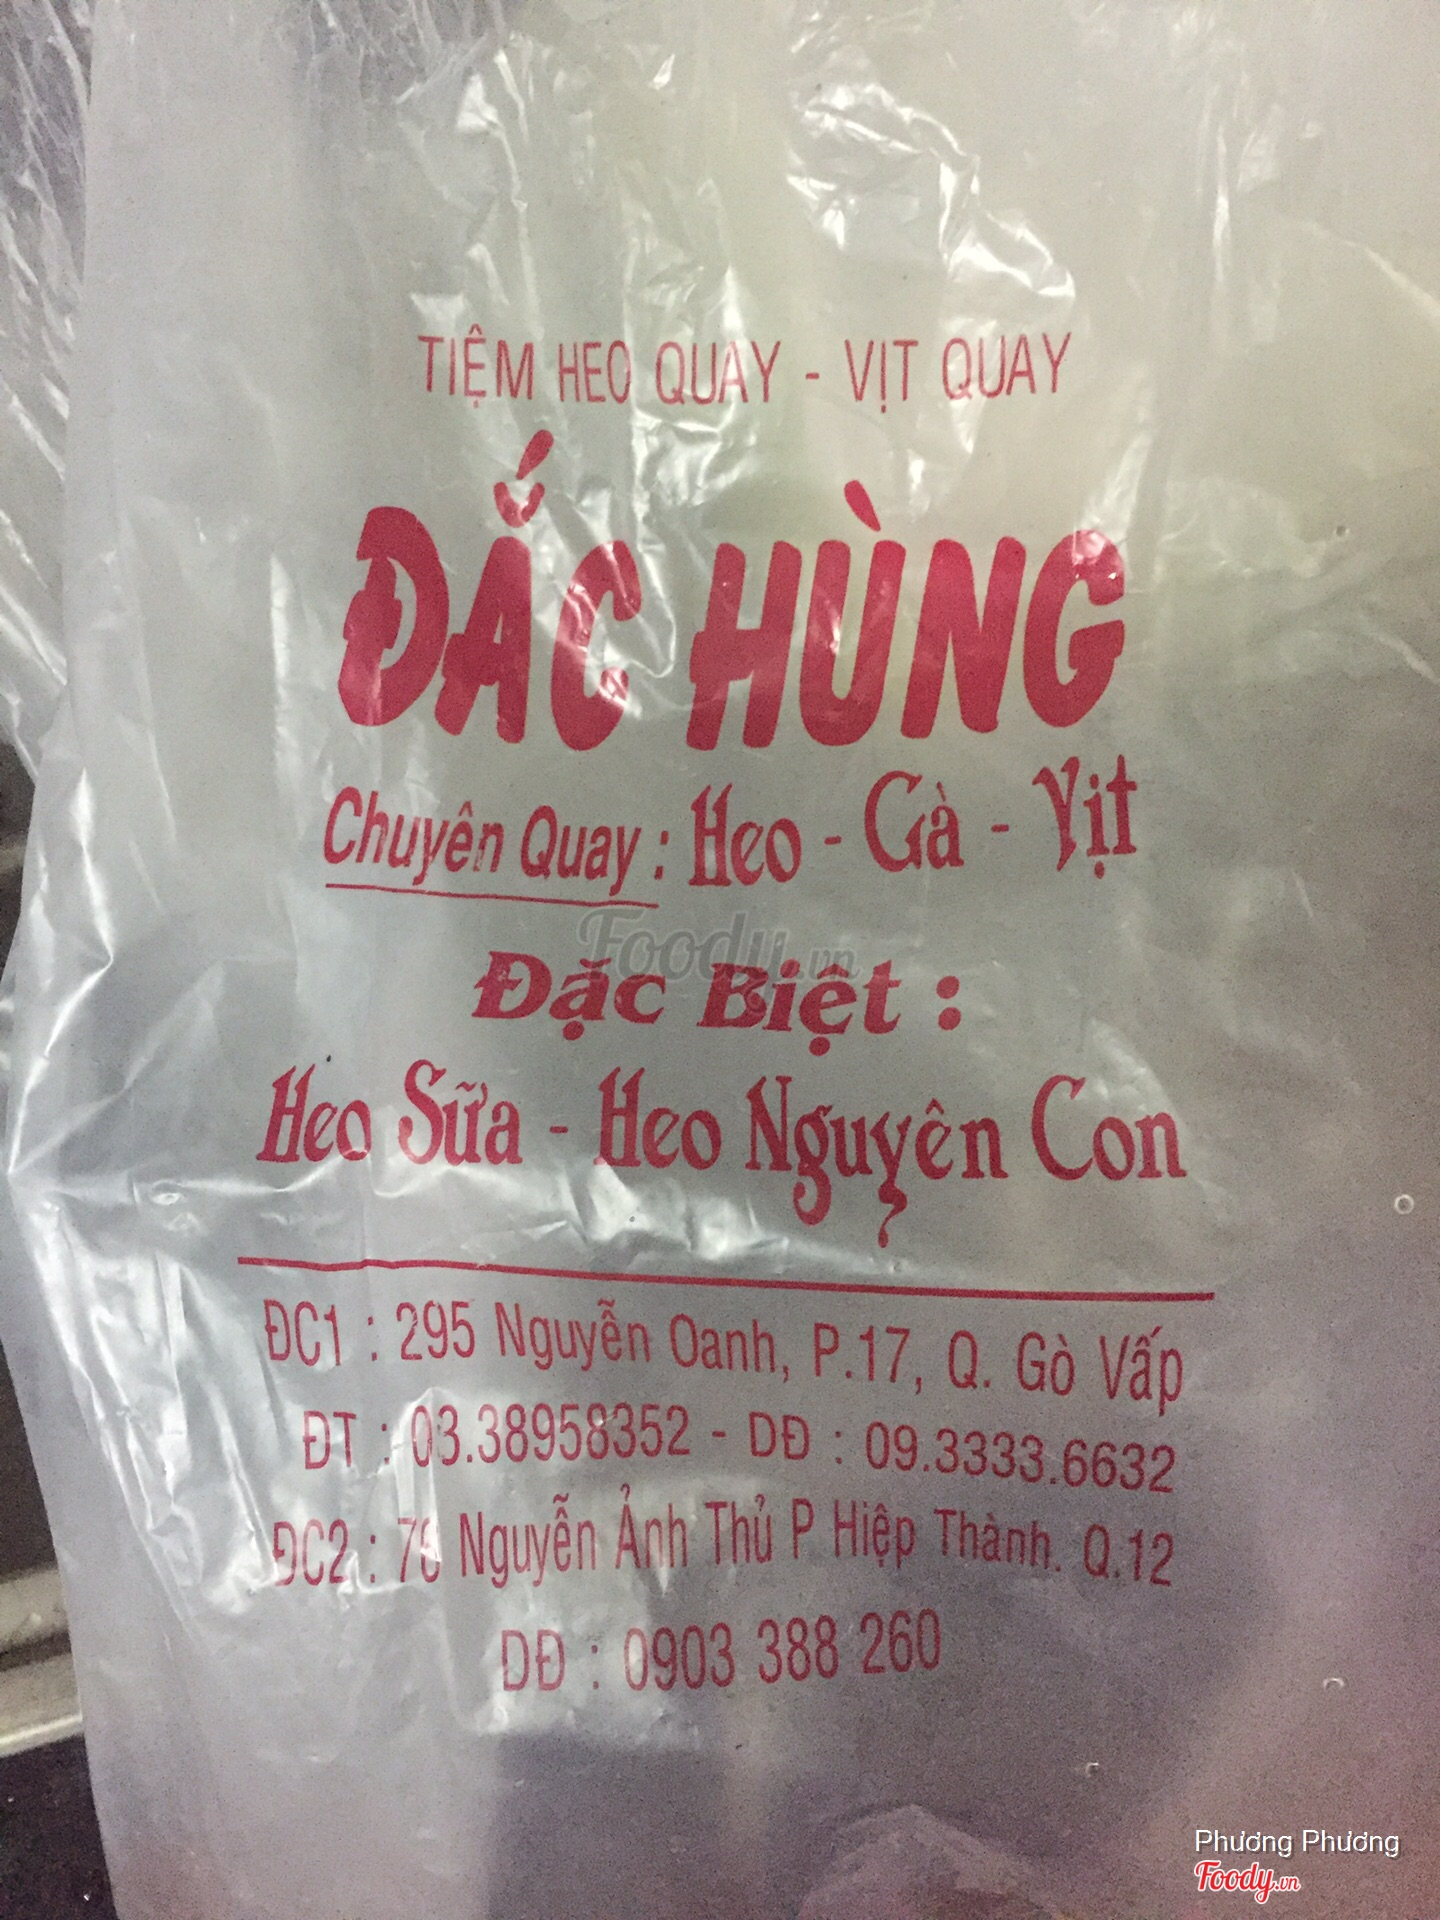 TIỆM HEO QUAY - VỊT QUAY
ĐẮC HÙNG
Chuyên Quay : Heo - Gà - Vịt
Foody.vn
Đặc Biệt :
Heo Sữa - Heo Nguyên Con
ĐC1 : 295 Nguyễn Oanh, P.17, Q. Gò Vấp
ĐT : 03.38958352 - DĐ : 09.3333.6632
ĐC2 : Nguyễn Ảnh Thủ P Hiệp Thành. Q.12
DĐ : 0903 388 260
Phương Phương
Foody.vn